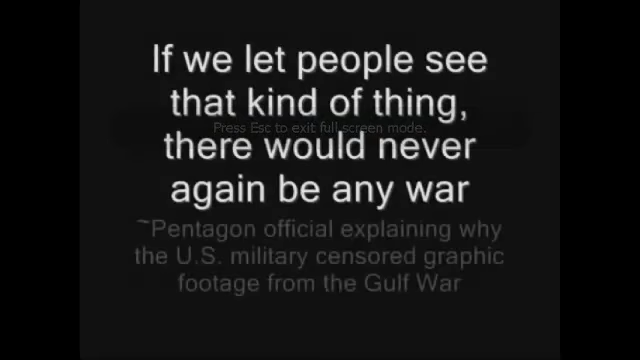 If we let people see
that kind of thing,
Press Esc to exit full screen mode.
there would never
again be any war
~Pentagon official explaining why
the U.S. military censored graphic
footage from the Gulf War